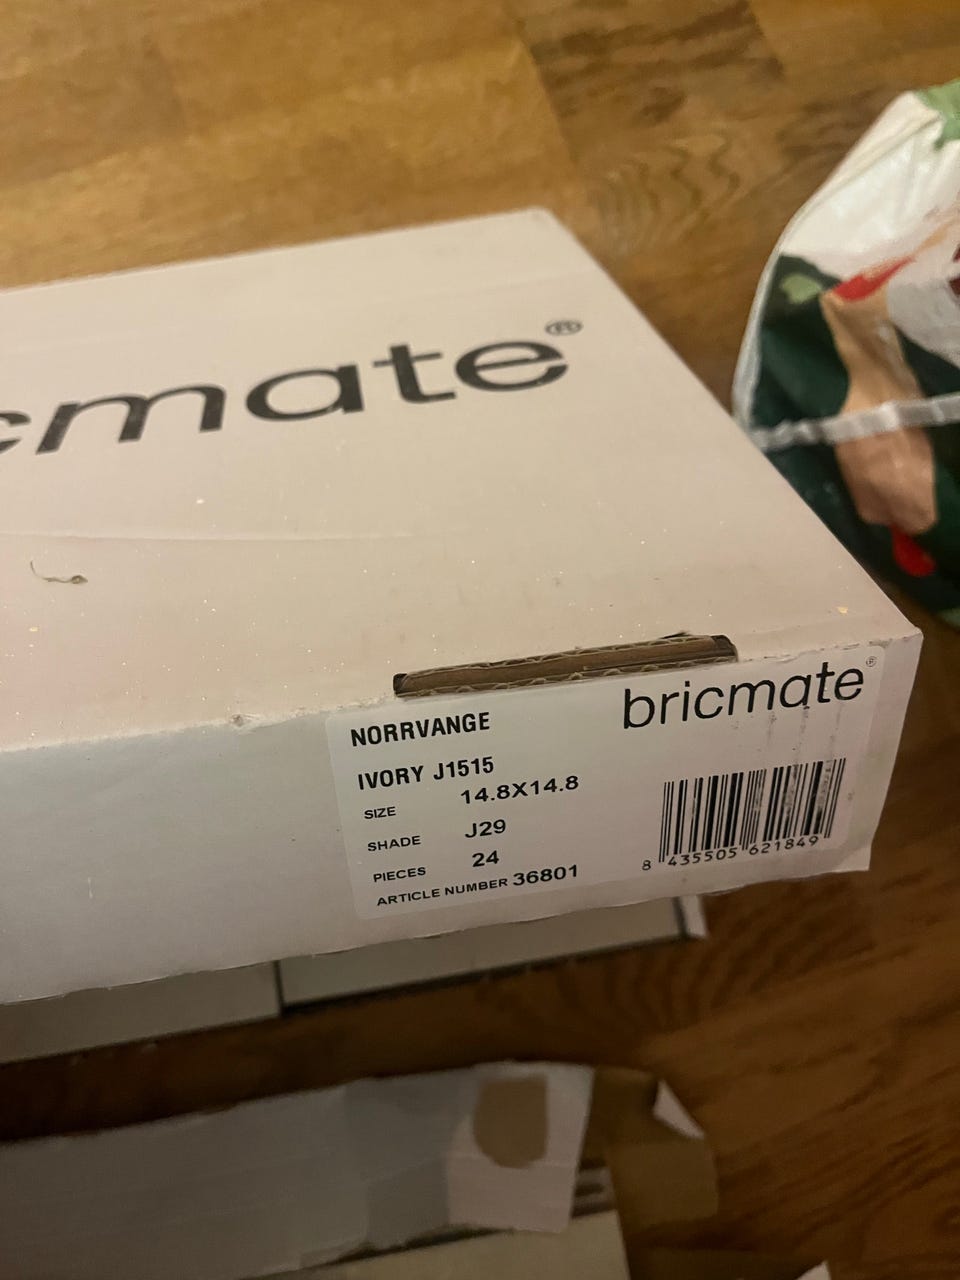 cmate®
NORRVANGE
bricmate®
IVORY J1515
SIZE 14.8X14.8
SHADE J29
PIECES 24
ARTICLE NUMBER 36801
8 435505 621849